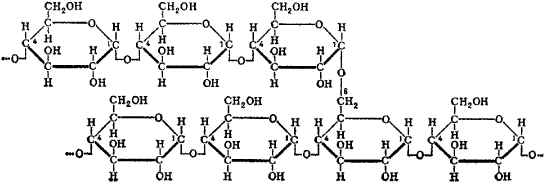 CH₂OH CH₂OH CH₂OH
C O C O C O
H H H H H H H H H
C 4 OH H 1 C C 4 OH H 1 C C 4 OH H 1 C
···O C C O C C O C C O
H OH H OH H OH
6
CH₂
CH₂OH CH₂OH CH₂OH
C O C O C O C O
H H H H H H H H H H H H
C 4 OH H 1 C C 4 OH H 1 C C 4 OH H 1 C C 4 OH H 1 C
···O C C O C C O C C O C C O···
H OH H OH H OH H OH